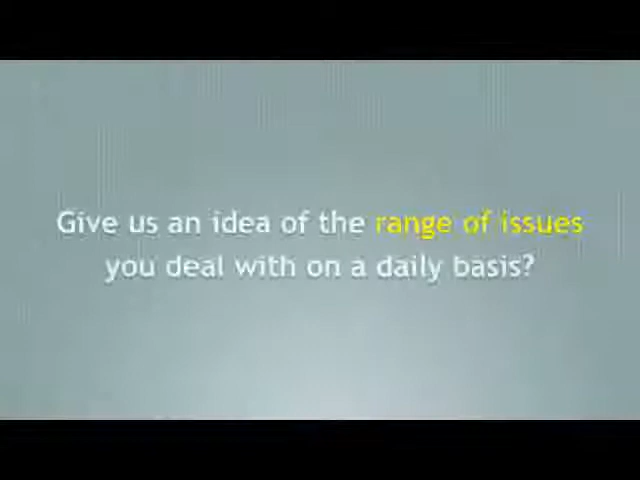 Give us an idea of the range of issues
you deal with on a daily basis?